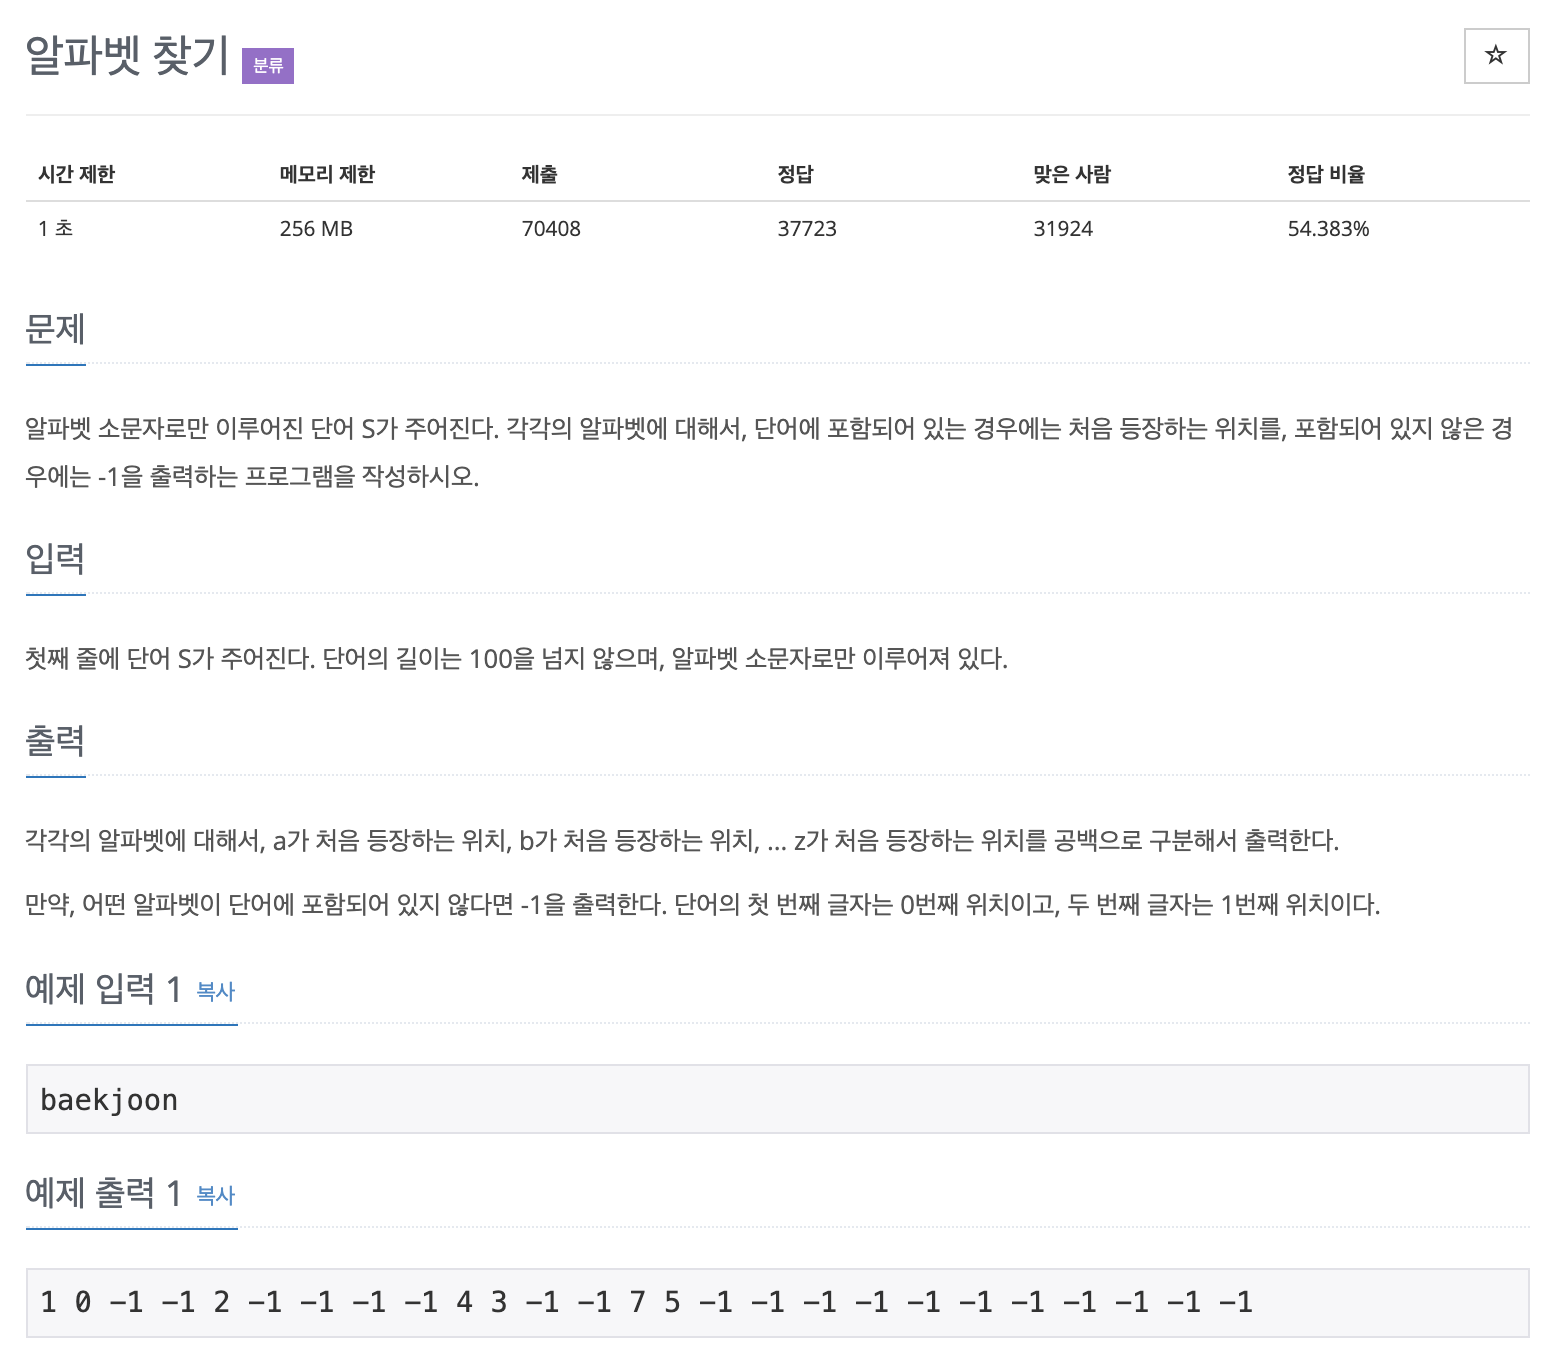 알파벳 찾기 분류
☆
시간 제한 메모리 제한 제출 정답 맞은 사람 정답 비율
1 초 256 MB 70408 37723 31924 54.383%
문제
알파벳 소문자로만 이루어진 단어 S가 주어진다. 각각의 알파벳에 대해서, 단어에 포함되어 있는 경우에는 처음 등장하는 위치를, 포함되어 있지 않은 경
우에는 -1을 출력하는 프로그램을 작성하시오.
입력
첫째 줄에 단어 S가 주어진다. 단어의 길이는 100을 넘지 않으며, 알파벳 소문자로만 이루어져 있다.
출력
각각의 알파벳에 대해서, a가 처음 등장하는 위치, b가 처음 등장하는 위치, ... z가 처음 등장하는 위치를 공백으로 구분해서 출력한다.
만약, 어떤 알파벳이 단어에 포함되어 있지 않다면 -1을 출력한다. 단어의 첫 번째 글자는 0번째 위치이고, 두 번째 글자는 1번째 위치이다.
예제 입력 1 복사
baekjoon
예제 출력 1 복사
1 0 -1 -1 2 -1 -1 -1 -1 4 3 -1 -1 7 5 -1 -1 -1 -1 -1 -1 -1 -1 -1 -1 -1